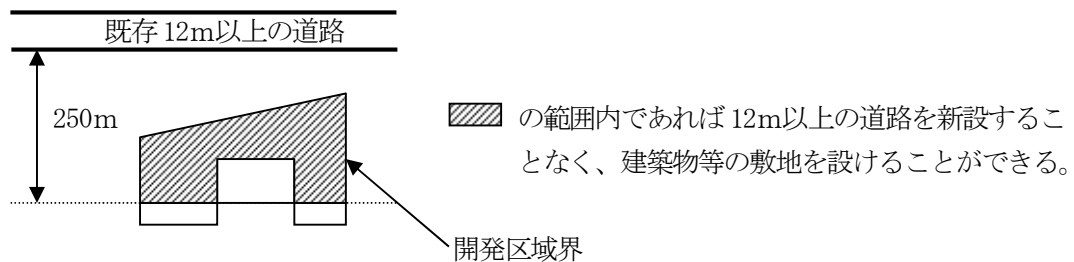 既存12m以上の道路
250m
の範囲内であれば12m以上の道路を新設するこ
となく、建築物等の敷地を設けることができる。
開発区域界